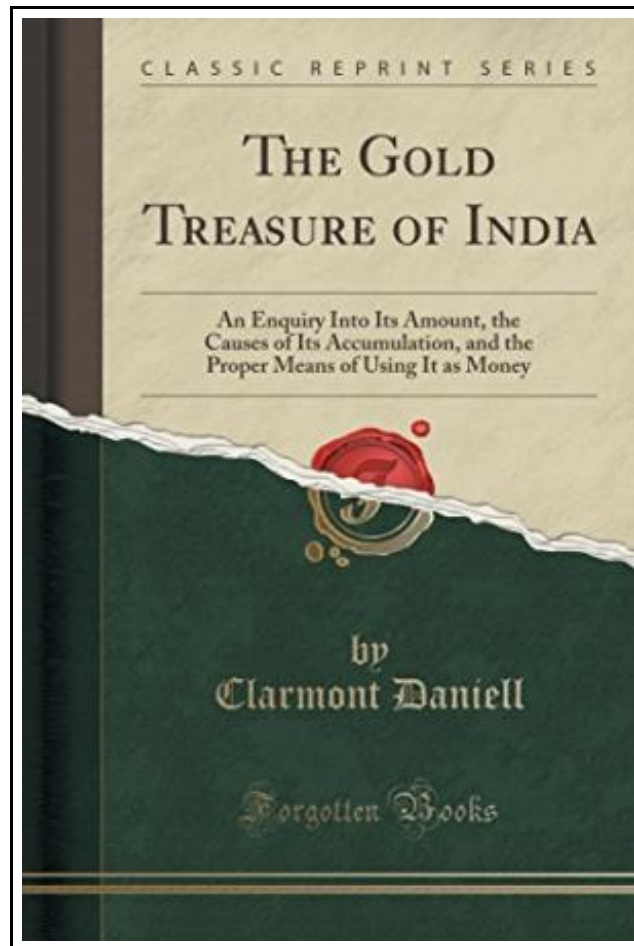 CLASSIC REPRINT SERIES
THE GOLD
TREASURE OF INDIA
An Enquiry Into Its Amount, the
Causes of Its Accumulation, and the
Proper Means of Using It as Money
by
Clarmont Daniell
Forgotten Books